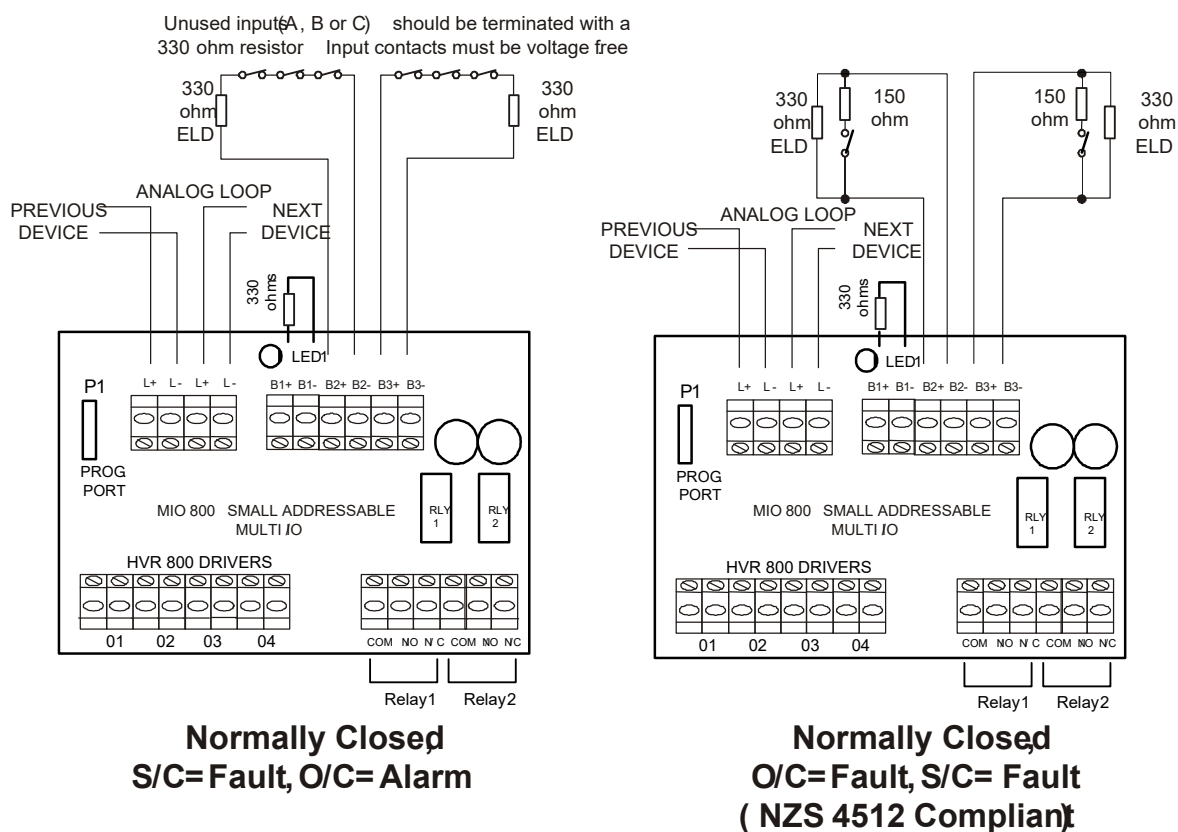 Unused inputs(A, B or C) should be terminated with a
330 ohm resistor Input contacts must be voltage free
330
ohm
ELD
330
ohm
ELD
ANALOG LOOP
PREVIOUS
DEVICE
NEXT
DEVICE
330
ohms
LED1
P1
L+ L- L+ L- B1+ B1- B2+ B2- B3+ B3-
PROG
PORT
MIO 800 SMALL ADDRESSABLE
MULTI IO
RLY
1
RLY
2
HVR 800 DRIVERS
01 02 03 04
COM NO N/C COM NO N/C
Relay1 Relay2
Normally Closed,
S/C= Fault, O/C= Alarm
330
ohm
ELD
150
ohm
150
ohm
330
ohm
ELD
ANALOG LOOP
PREVIOUS
DEVICE
NEXT
DEVICE
330
ohms
LED1
P1
L+ L- L+ L- B1+ B1- B2+ B2- B3+ B3-
PROG
PORT
MIO 800 SMALL ADDRESSABLE
MULTI IO
RLY
1
RLY
2
HVR 800 DRIVERS
01 02 03 04
COM NO N/C COM NO N/C
Relay1 Relay2
Normally Closed,
O/C= Fault, S/C= Fault
( NZS 4512 Compliant)